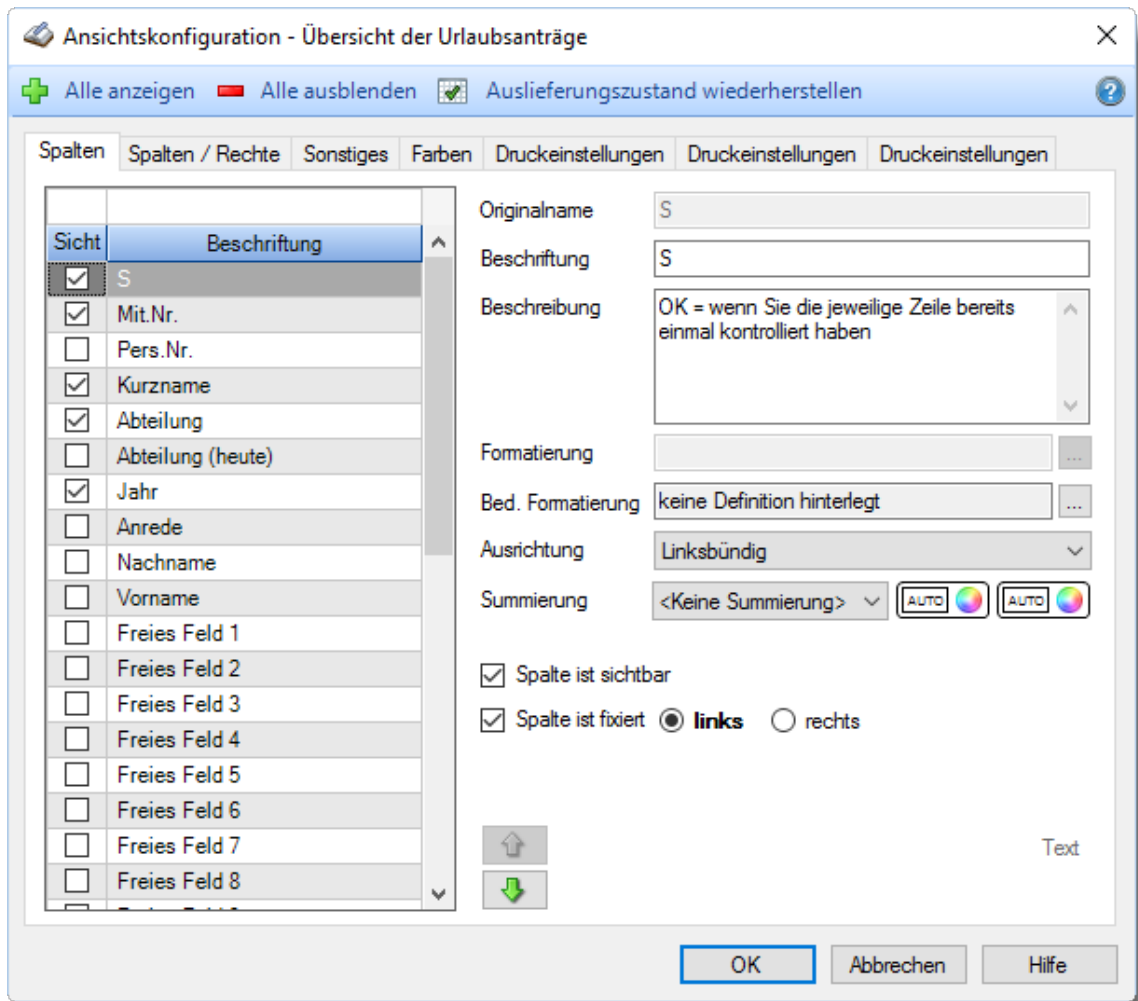 Ansichtskonfiguration - Übersicht der Urlaubsanträge
Alle anzeigen Alle ausblenden Auslieferungszustand wiederherstellen ?
Spalten Spalten / Rechte Sonstiges Farben Druckeinstellungen Druckeinstellungen Druckeinstellungen
Sicht Beschriftung
S
Mit.Nr.
Pers.Nr.
Kurzname
Abteilung
Abteilung (heute)
Jahr
Anrede
Nachname
Vorname
Freies Feld 1
Freies Feld 2
Freies Feld 3
Freies Feld 4
Freies Feld 5
Freies Feld 6
Freies Feld 7
Freies Feld 8
Originalname S
Beschriftung S
Beschreibung OK = wenn Sie die jeweilige Zeile bereits
einmal kontrolliert haben
Formatierung ...
Bed. Formatierung keine Definition hinterlegt ...
Ausrichtung Linksbündig
Summierung <Keine Summierung> AUTO AUTO
Spalte ist sichtbar
Spalte ist fixiert links rechts
Text
OK Abbrechen Hilfe